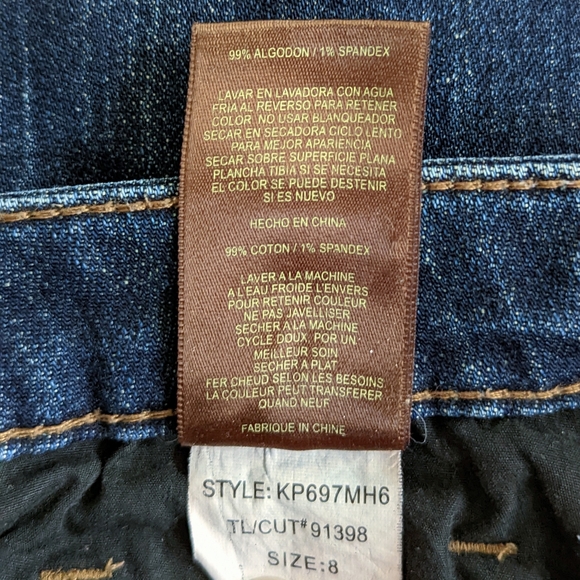 99% ALGODON / 1% SPANDEX
LAVAR EN LAVADORA CON AGUA
FRIA AL REVERSO PARA RETENER
COLOR. NO USAR BLANQUEADOR
SECAR EN SECADORA CICLO LENTO
PARA MEJOR APARIENCIA
SECAR SOBRE SUPERFICIE PLANA
PLANCHA TIBIA SI ES NECESITA
EL COLOR SE PUEDE DESTENIR
SI ES NUEVO
HECHO EN CHINA
99% COTON / 1% SPANDEX
LAVER A LA MACHINE
A L'EAU FROIDE L'ENVERS
POUR RETENIR COULEUR
NE PAS JAVELLISER
SECHER A LA MACHINE
CYCLE DOUX, POR UN
MEILLEUR SOIN
SECHER A PLAT
FER CHEUD SELON LES BESOINS
LA COULEUR PEUT TRANSFERER
QUAND NEUF
FABRIQUE IN CHINE
STYLE: KP697MH6
TL/CUT# 91398
SIZE: 8